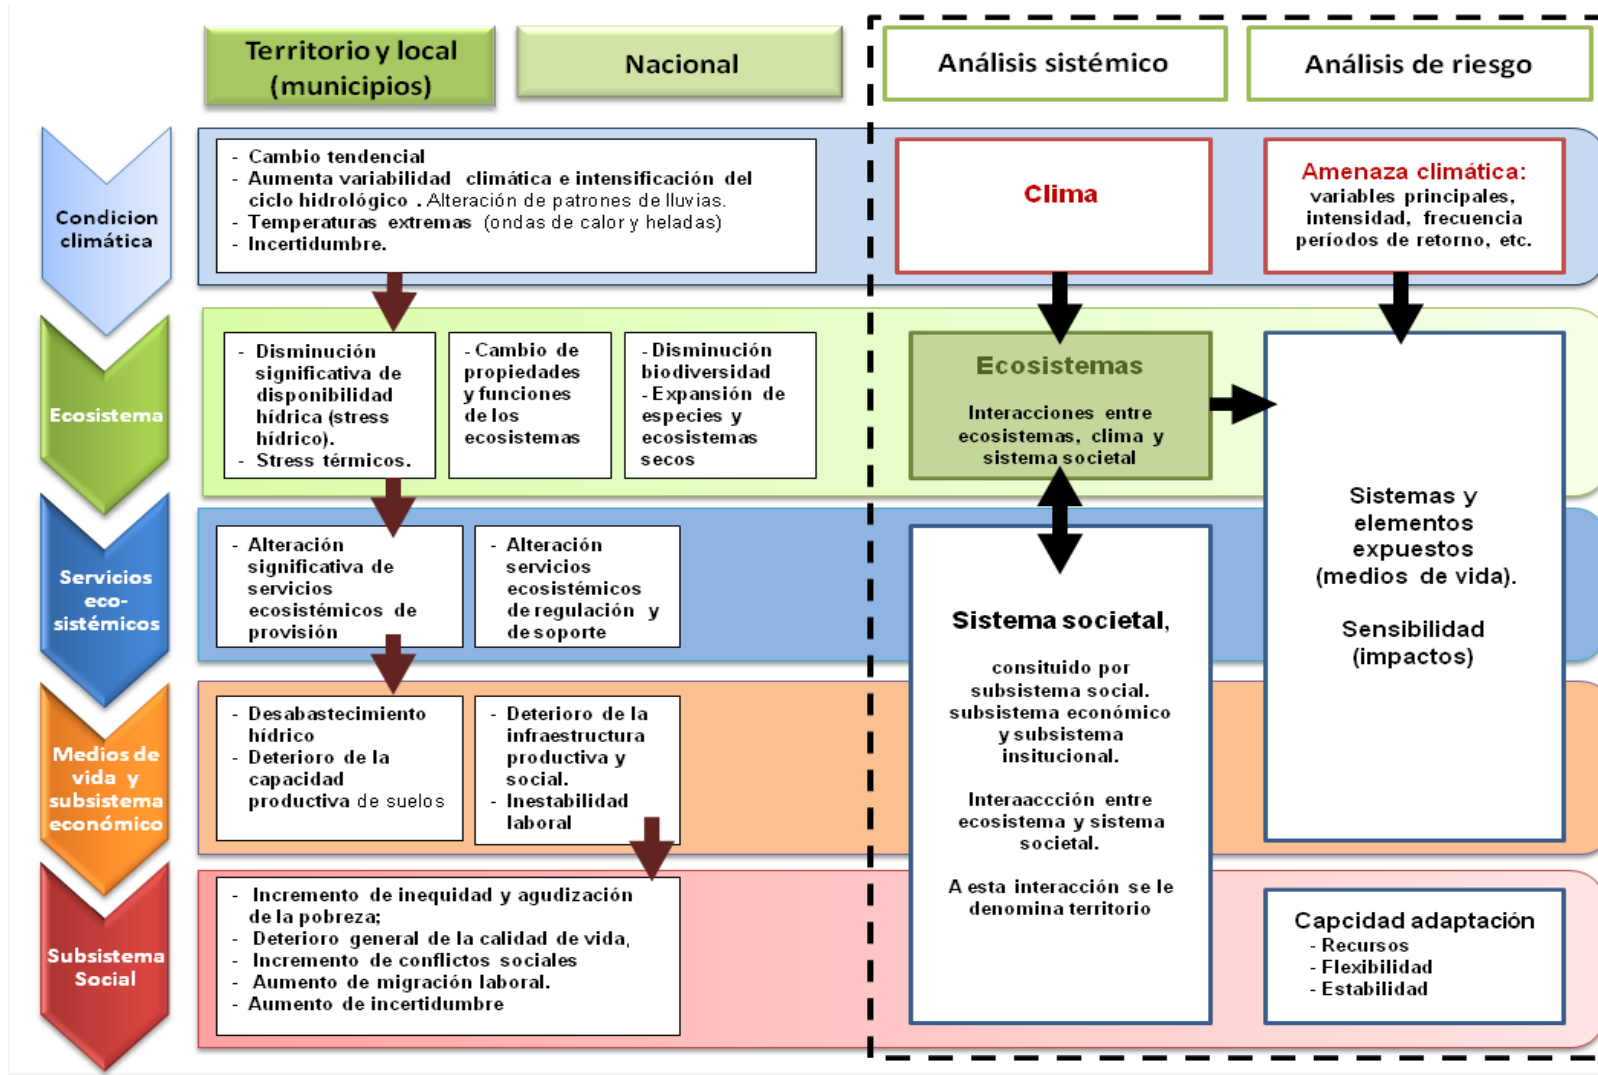 Territorio y local
(municipios)
Nacional
Análisis sistémico
Análisis de riesgo
Condicion
climática
- Cambio tendencial
- Aumenta variabilidad climática e intensificación del
ciclo hidrológico . Alteración de patrones de lluvias.
- Temperaturas extremas (ondas de calor y heladas)
- Incertidumbre.
Clima
Amenaza climática:
variables principales,
intensidad, frecuencia
períodos de retorno, etc.
Ecosistema
- Disminución
significativa de
disponibilidad
hídrica (stress
hídrico).
- Stress térmicos.
- Cambio de
propiedades
y funciones
de los
ecosistemas
- Disminución
biodiversidad
- Expansión de
especies y
ecosistemas
secos
Ecosistemas
Interacciones entre
ecosistemas, clima y
sistema societal
Sistemas y
elementos
expuestos
(medios de vida).
Sensibilidad
(impactos)
Servicios
eco-
sistémicos
- Alteración
significativa de
servicios
ecosistémicos de
provisión
- Alteración
servicios
ecosistémicos
de regulación y
de soporte
Sistema societal,
consituido por
subsistema social.
subsistema económico
y subsistema
insitucional.
Interaaccción entre
ecosistema y sistema
societal.
A esta interacción se le
denomina territorio
Medios de
vida y
subsistema
económico
- Desabastecimiento
hídrico
- Deterioro de la
capacidad
productiva de suelos
- Deterioro de la
infraestructura
productiva y
social.
- Inestabilidad
laboral
Subsistema
Social
- Incremento de inequidad y agudización
de la pobreza;
- Deterioro general de la calidad de vida,
- Incremento de conflictos sociales
- Aumento de migración laboral.
- Aumento de incertidumbre
Capcidad adaptación
- Recursos
- Flexibilidad
- Estabilidad